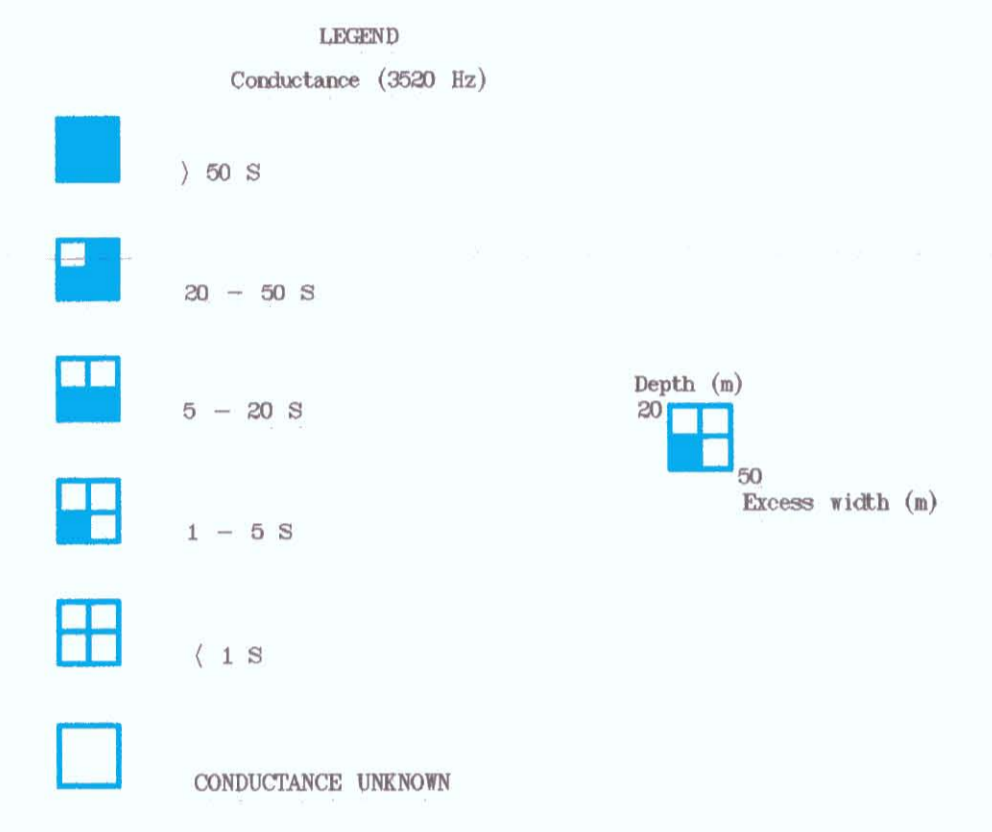 LEGEND
Conductance (3520 Hz)
⟩ 50 S
20 - 50 S
5 - 20 S
1 - 5 S
⟨ 1 S
CONDUCTANCE UNKNOWN
Depth (m)
20
50
Excess width (m)